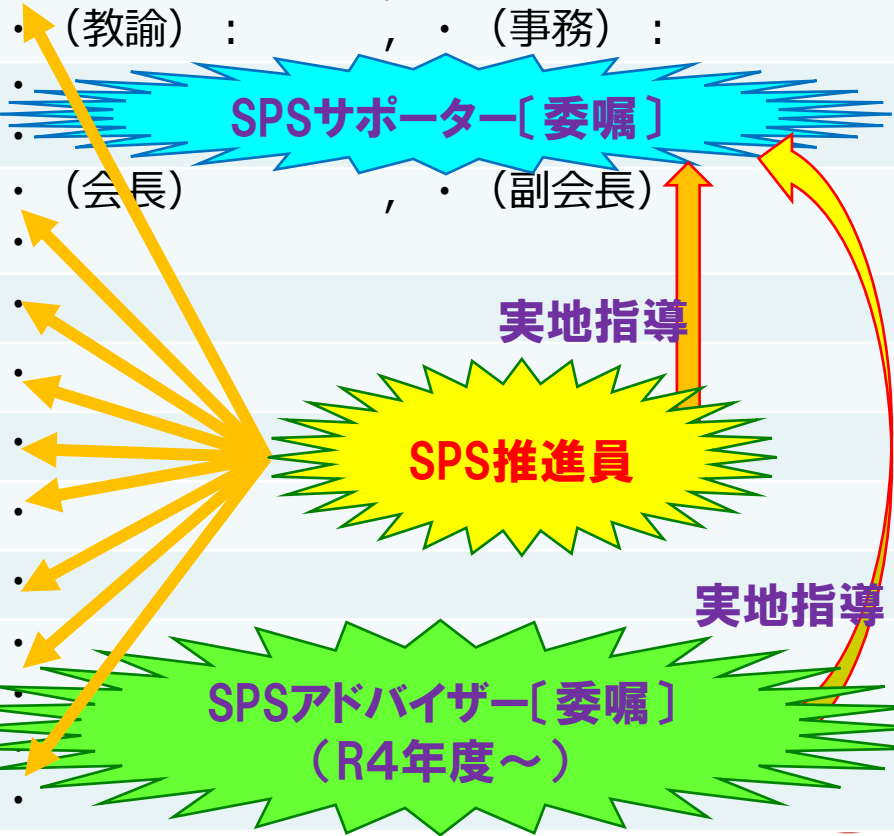 ・（教諭）：　　　，・（事務）：
・
SPSサポーター〔委嘱〕
・
・（会長）　　　　，・（副会長）
・
・
実地指導
・
・
SPS推進員
・
・
実地指導
・
・
SPSアドバイザー〔委嘱〕
（R4年度～）
・
・